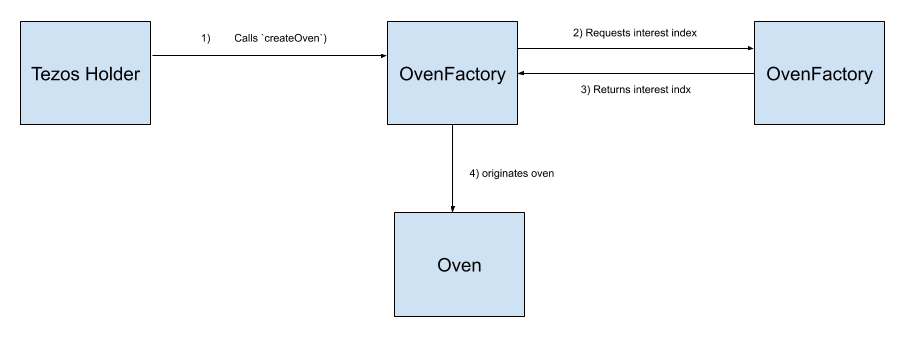 1) Calls `createOven`)
2) Requests interest index
Tezos Holder
OvenFactory
OvenFactory
3) Returns interest indx
4) originates oven
Oven